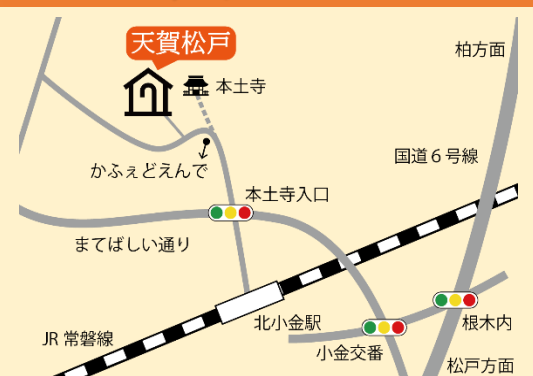 天賀松戸
本土寺
柏方面
国道6号線
かふぇどえんで
本土寺入口
まてばしい通り
JR 常磐線
北小金駅
小金交番
根木内
松戸方面